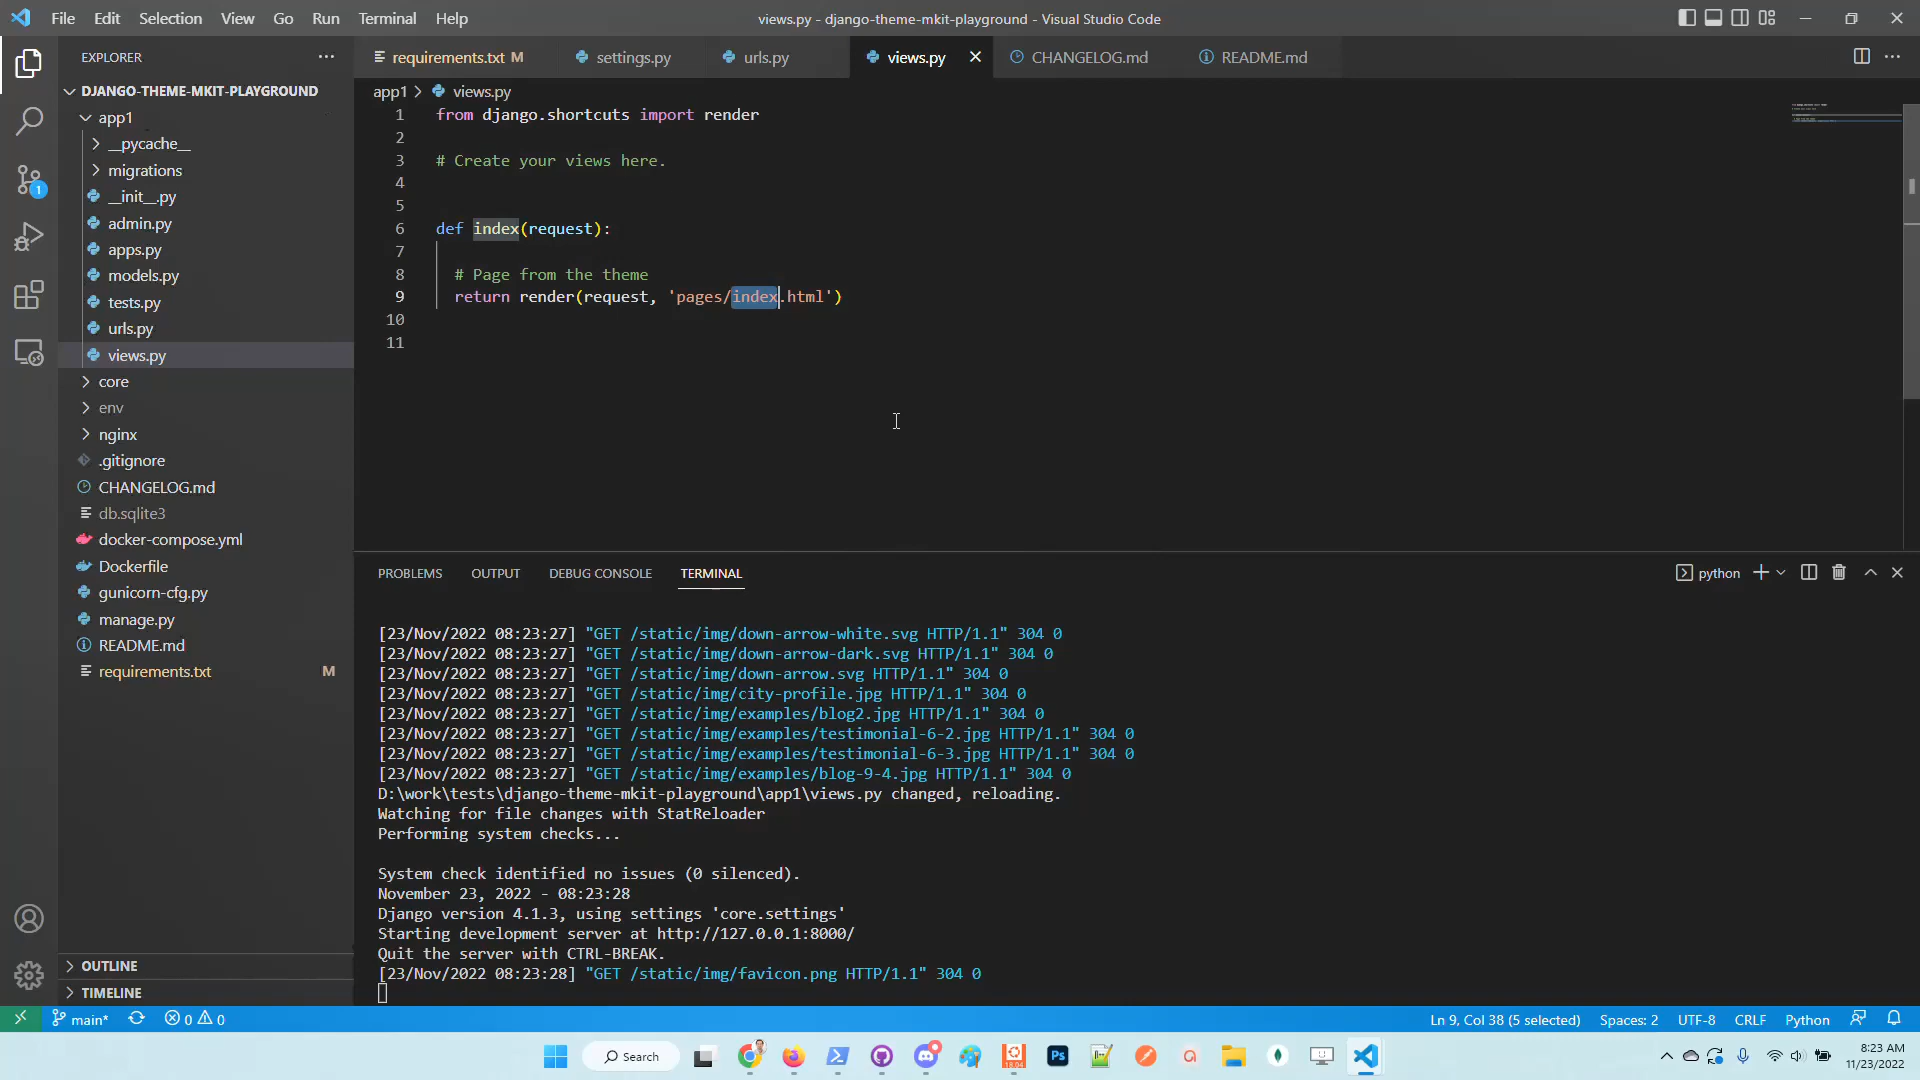 File Edit Selection View Go Run Terminal Help
views.py - django-theme-mkit-playground - Visual Studio Code
EXPLORER
requirements.txt M
settings.py
urls.py
views.py
CHANGELOG.md
README.md
DJANGO-THEME-MKIT-PLAYGROUND
app1
__pycache__
migrations
__init__.py
admin.py
apps.py
models.py
tests.py
urls.py
views.py
core
env
nginx
.gitignore
CHANGELOG.md
db.sqlite3
docker-compose.yml
Dockerfile
gunicorn-cfg.py
manage.py
README.md
requirements.txt M
OUTLINE
TIMELINE
1
app1 > views.py
1 from django.shortcuts import render
2
3 # Create your views here.
4
5
6 def index(request):
7
8 # Page from the theme
9 return render(request, 'pages/index.html')
10
11
PROBLEMS OUTPUT DEBUG CONSOLE TERMINAL
python
[23/Nov/2022 08:23:27] "GET /static/img/down-arrow-white.svg HTTP/1.1" 304 0
[23/Nov/2022 08:23:27] "GET /static/img/down-arrow-dark.svg HTTP/1.1" 304 0
[23/Nov/2022 08:23:27] "GET /static/img/down-arrow.svg HTTP/1.1" 304 0
[23/Nov/2022 08:23:27] "GET /static/img/city-profile.jpg HTTP/1.1" 304 0
[23/Nov/2022 08:23:27] "GET /static/img/examples/blog2.jpg HTTP/1.1" 304 0
[23/Nov/2022 08:23:27] "GET /static/img/examples/testimonial-6-2.jpg HTTP/1.1" 304 0
[23/Nov/2022 08:23:27] "GET /static/img/examples/testimonial-6-3.jpg HTTP/1.1" 304 0
[23/Nov/2022 08:23:27] "GET /static/img/examples/blog-9-4.jpg HTTP/1.1" 304 0
D:\work\tests\django-theme-mkit-playground\app1\views.py changed, reloading.
Watching for file changes with StatReloader
Performing system checks...
System check identified no issues (0 silenced).
November 23, 2022 - 08:23:28
Django version 4.1.3, using settings 'core.settings'
Starting development server at http://127.0.0.1:8000/
Quit the server with CTRL-BREAK.
[23/Nov/2022 08:23:28] "GET /static/img/favicon.png HTTP/1.1" 304 0
main* 0 0
Ln 9, Col 38 (5 selected) Spaces: 2 UTF-8 CRLF Python
Search
Ps
18.04
8:23 AM
11/23/2022